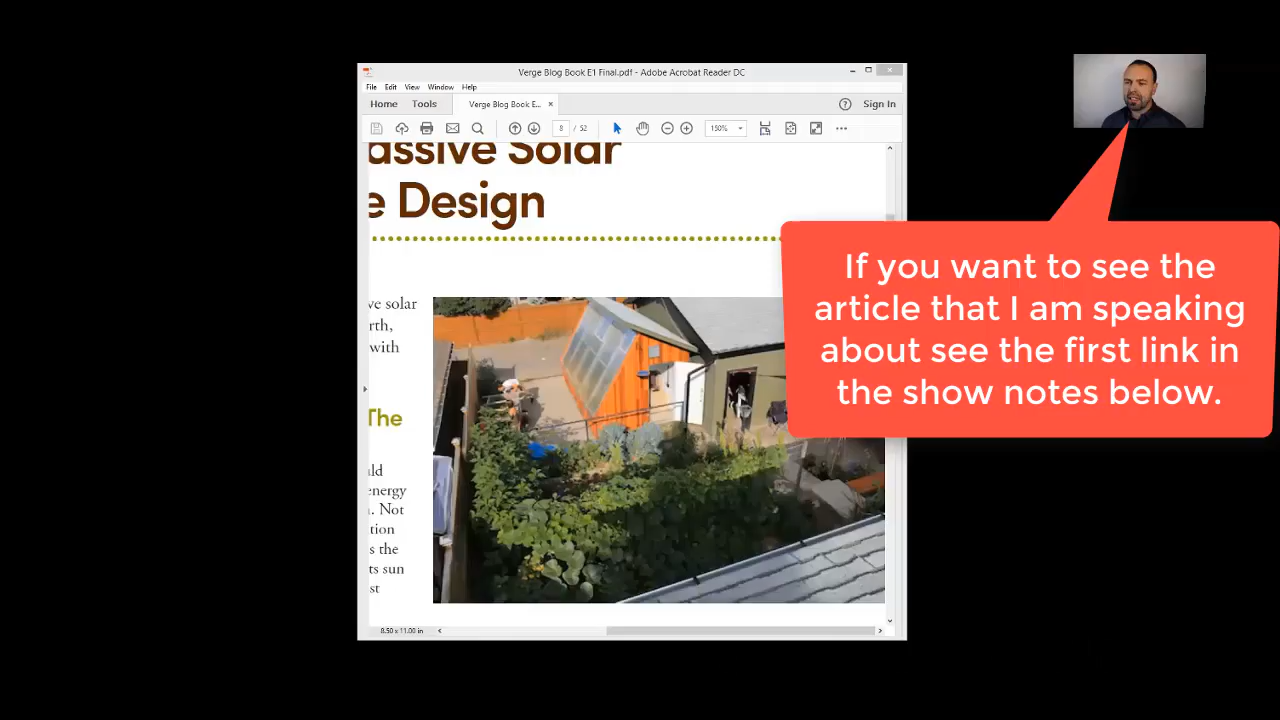 Verge Blog Book E1 Final.pdf - Adobe Acrobat Reader DC
File Edit View Window Help
Home Tools Verge Blog Book E... × ? Sign In
8 / 52 150%
assive Solar
e Design
ve solar
rth,
with
The
ld
energy
. Not
tion
s the
ts sun
st
8.50 x 11.00 in
If you want to see the
article that I am speaking
about see the first link in
the show notes below.